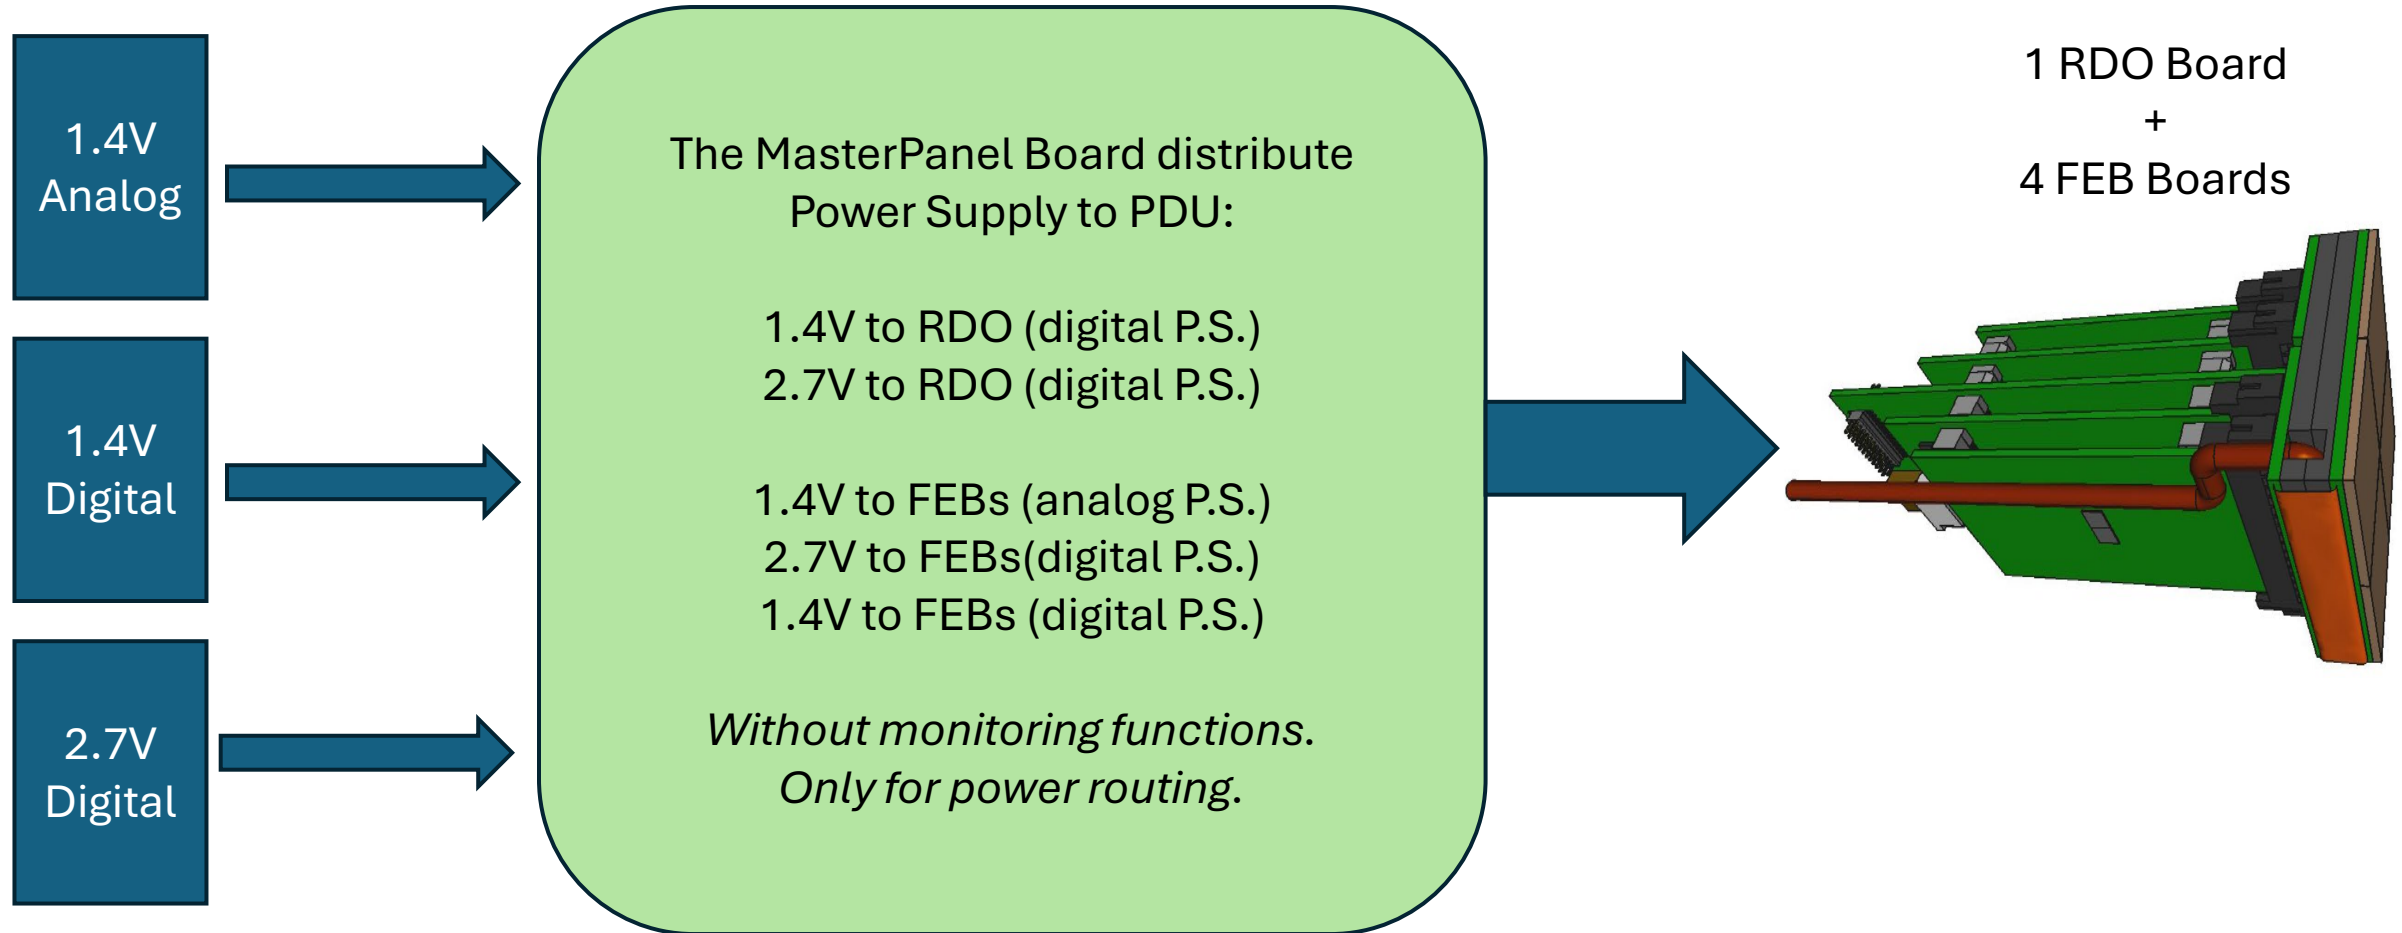 1.4V
Analog
1.4V
Digital
2.7V
Digital
The MasterPanel Board distribute
Power Supply to PDU:
1.4V to RDO (digital P.S.)
2.7V to RDO (digital P.S.)
1.4V to FEBs (analog P.S.)
2.7V to FEBs(digital P.S.)
1.4V to FEBs (digital P.S.)
Without monitoring functions.
Only for power routing.
1 RDO Board
+
4 FEB Boards